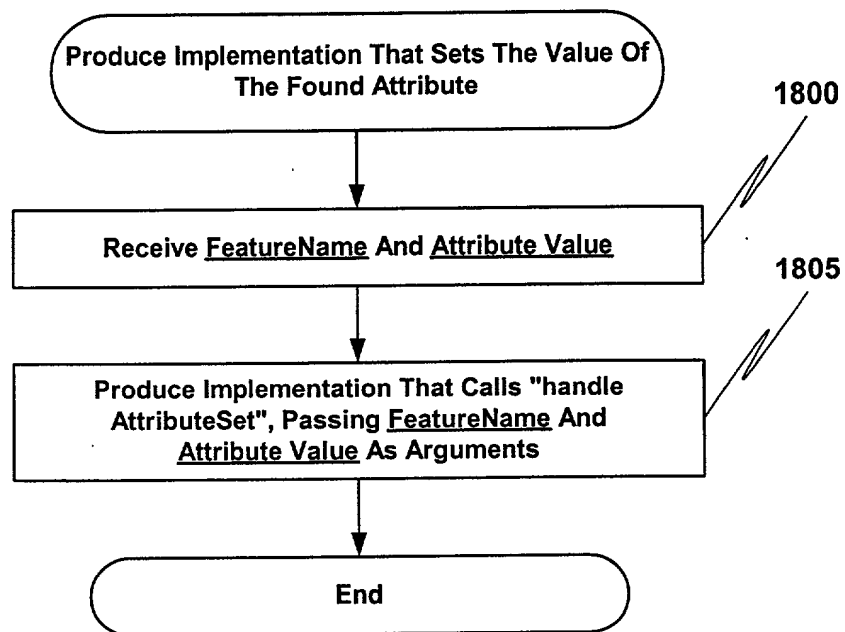 Produce Implementation That Sets The Value Of
The Found Attribute
1800
Receive FeatureName And Attribute Value
1805
Produce Implementation That Calls "handle
AttributeSet", Passing FeatureName And
Attribute Value As Arguments
End